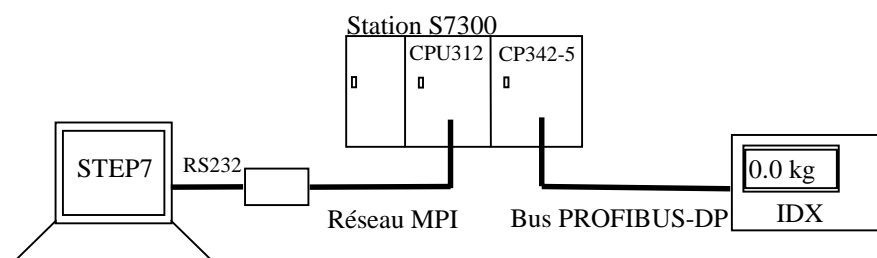 Station S7300
CPU312
CP342-5
STEP7
RS232
0.0 kg
Réseau MPI
Bus PROFIBUS-DP
IDX